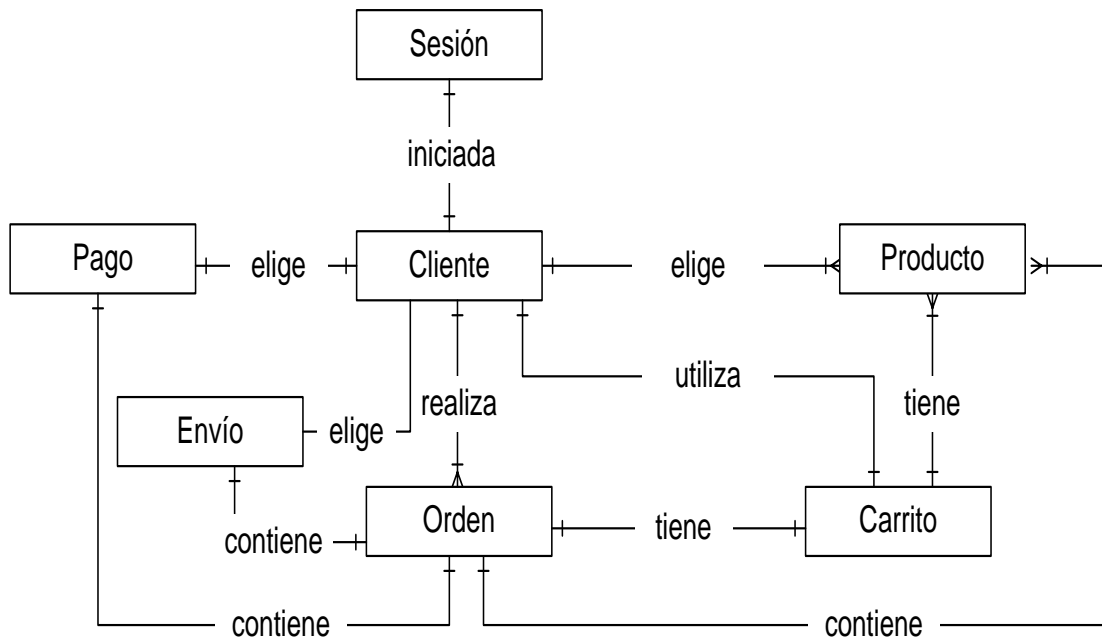 Sesión
iniciada
Pago
elige
Cliente
elige
Producto
utiliza
realiza
tiene
Envío
elige
Orden
tiene
Carrito
contiene
contiene
contiene